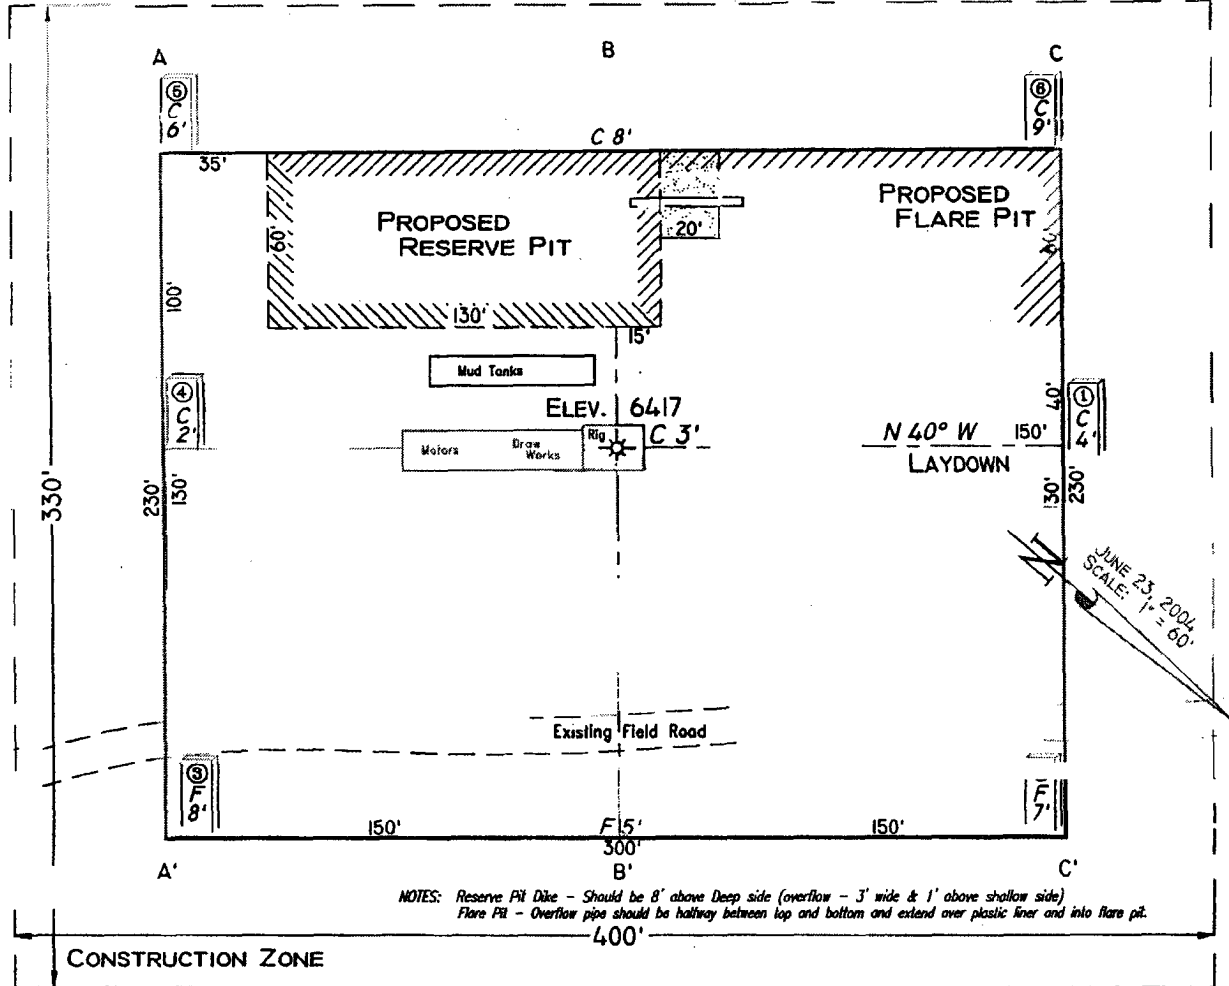 A
B
C
⑤
C
6'
⑥
C
9'
C 8'
35'
PROPOSED
RESERVE PIT
60'
20'
PROPOSED
FLARE PIT
100'
130'
15'
Mud Tanks
④
C
2'
ELEV. 6417
40'
①
C
4'
Rig
C 3'
Motors
Draw
Works
N 40° W
150'
LAYDOWN
330'
230'
130'
130'
230'
N
JUNE 23, 2004
SCALE: 1" = 60'
Existing Field Road
③
F
8'
F
7'
150'
F 5'
150'
300'
A'
B'
C'
NOTES: Reserve Pit Dike - Should be 8' above Deep side (overflow - 3' wide & 1' above shallow side)
Flare Pit - Overflow pipe should be halfway between top and bottom and extend over plastic liner and into flare pit.
400'
CONSTRUCTION ZONE